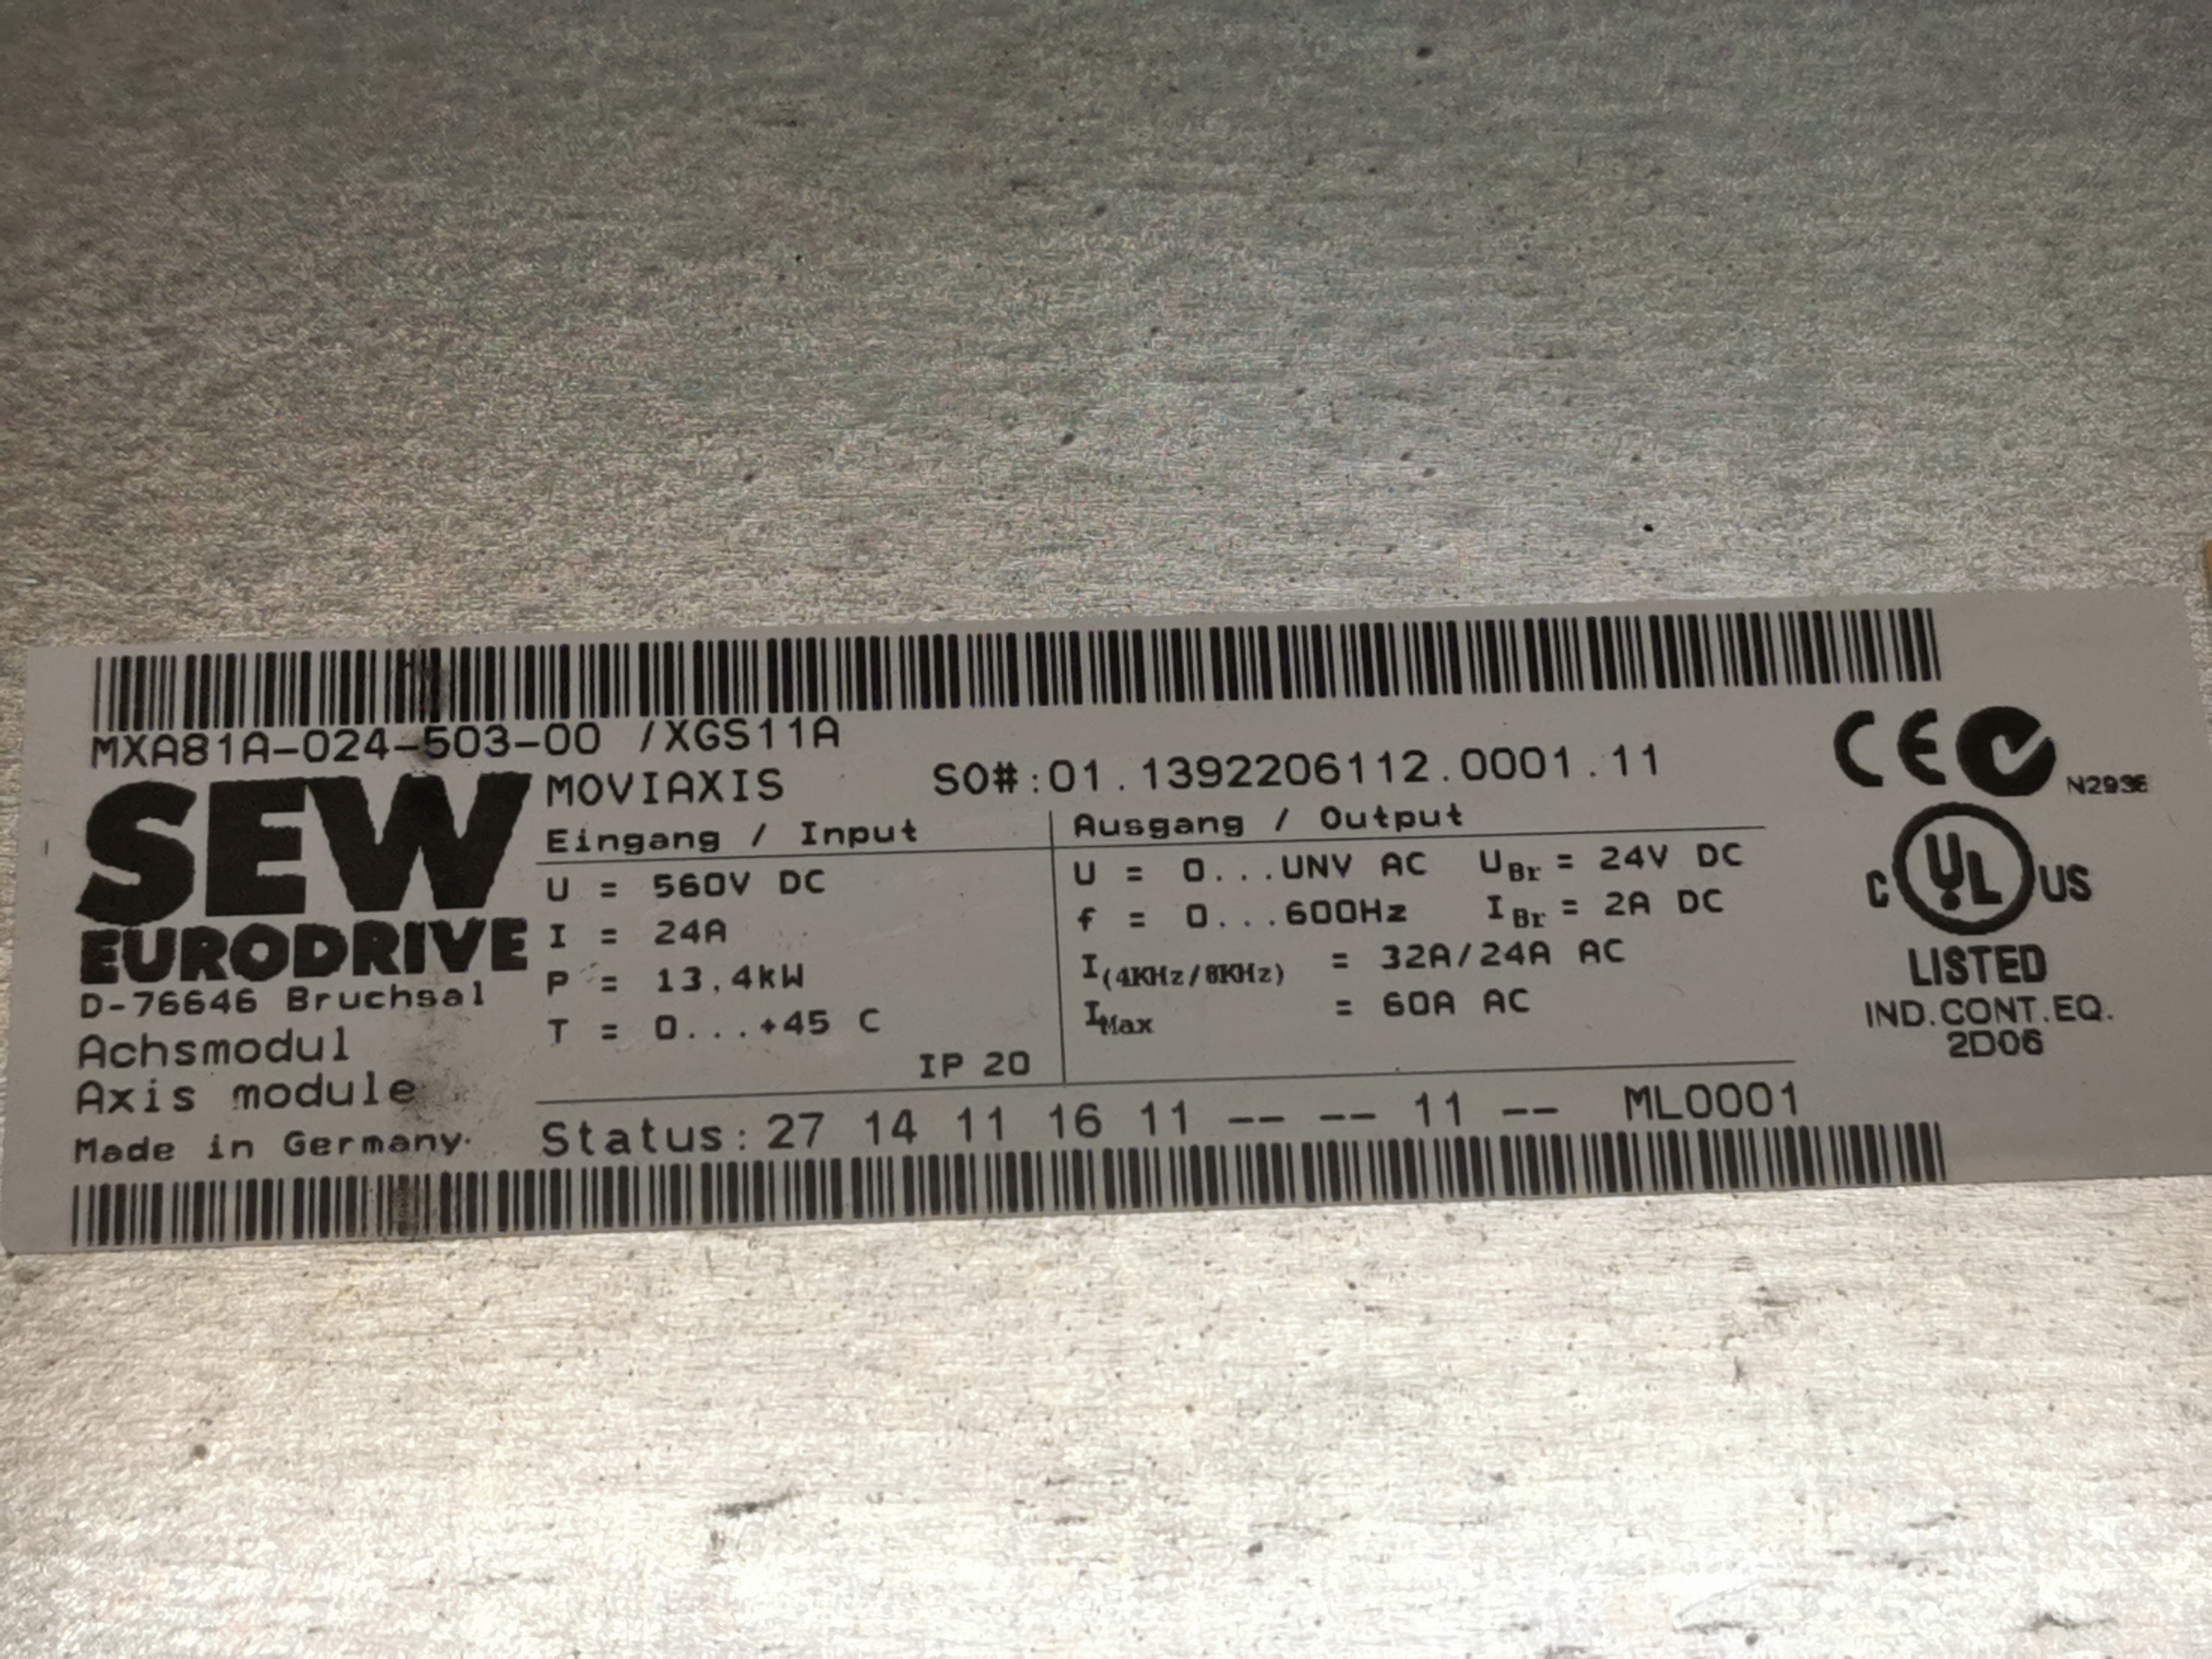 MXA81A-024-503-00 /XGS11A
SEW
EURODRIVE
D-76646 Bruchsal
Achsmodul
Axis module
Made in Germany.
MOVIAXIS SO#:01.1392206112.0001.11
Eingang / Input
U = 560V DC
I = 24A
P = 13,4kW
T = 0...+45 C
IP 20
Ausgang / Output
U = 0...UNV AC UBr = 24V DC
f = 0...600Hz IBr = 2A DC
I(4KHz/8KHz) = 32A/24A AC
IMax = 60A AC
Status: 27 14 11 16 11 -- -- 11 -- ML0001
CE
N2936
C UL US
LISTED
IND.CONT.EQ.
2D06